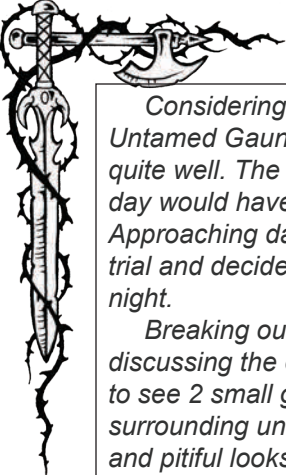 Considering
Untamed Gaun
quite well. The
day would have
Approaching da
trial and decide
night.
Breaking ou
discussing the
to see 2 small g
surrounding un
and pitiful looks